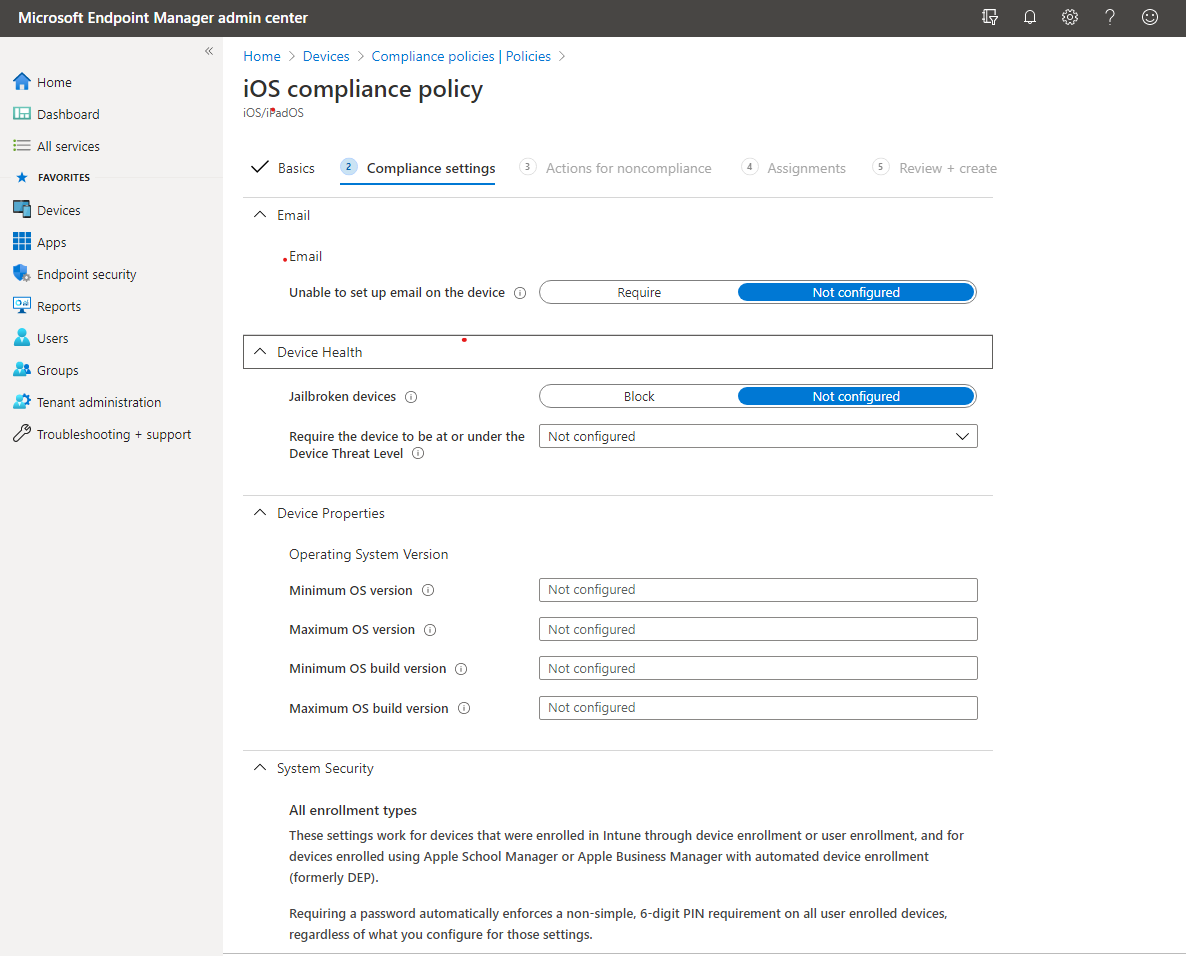 Microsoft Endpoint Manager admin center
Home
Dashboard
All services
FAVORITES
Devices
Apps
Endpoint security
Reports
Users
Groups
Tenant administration
Troubleshooting + support
Home > Devices > Compliance policies | Policies >
iOS compliance policy
iOS/iPadOS
Basics 2 Compliance settings 3 Actions for noncompliance 4 Assignments 5 Review + create
Email
Email
Unable to set up email on the device Require Not configured
Device Health
Jailbroken devices Block Not configured
Require the device to be at or under the Not configured
Device Threat Level
Device Properties
Operating System Version
Minimum OS version Not configured
Maximum OS version Not configured
Minimum OS build version Not configured
Maximum OS build version Not configured
System Security
All enrollment types
These settings work for devices that were enrolled in Intune through device enrollment or user enrollment, and for
devices enrolled using Apple School Manager or Apple Business Manager with automated device enrollment
(formerly DEP).
Requiring a password automatically enforces a non-simple, 6-digit PIN requirement on all user enrolled devices,
regardless of what you configure for those settings.